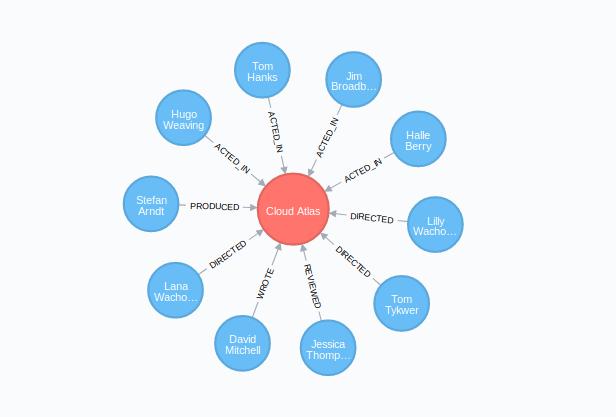 Tom
Hanks
Jim
Broadb...
ACTED_IN
ACTED_IN
Hugo
Weaving
Halle
Berry
ACTED_IN
ACTED_IN
Stefan
Arndt
PRODUCED
Cloud Atlas
DIRECTED
Lilly
Wacho...
DIRECTED
DIRECTED
Lana
Wacho...
WROTE
REVIEWED
Tom
Tykwer
David
Mitchell
Jessica
Thomp...